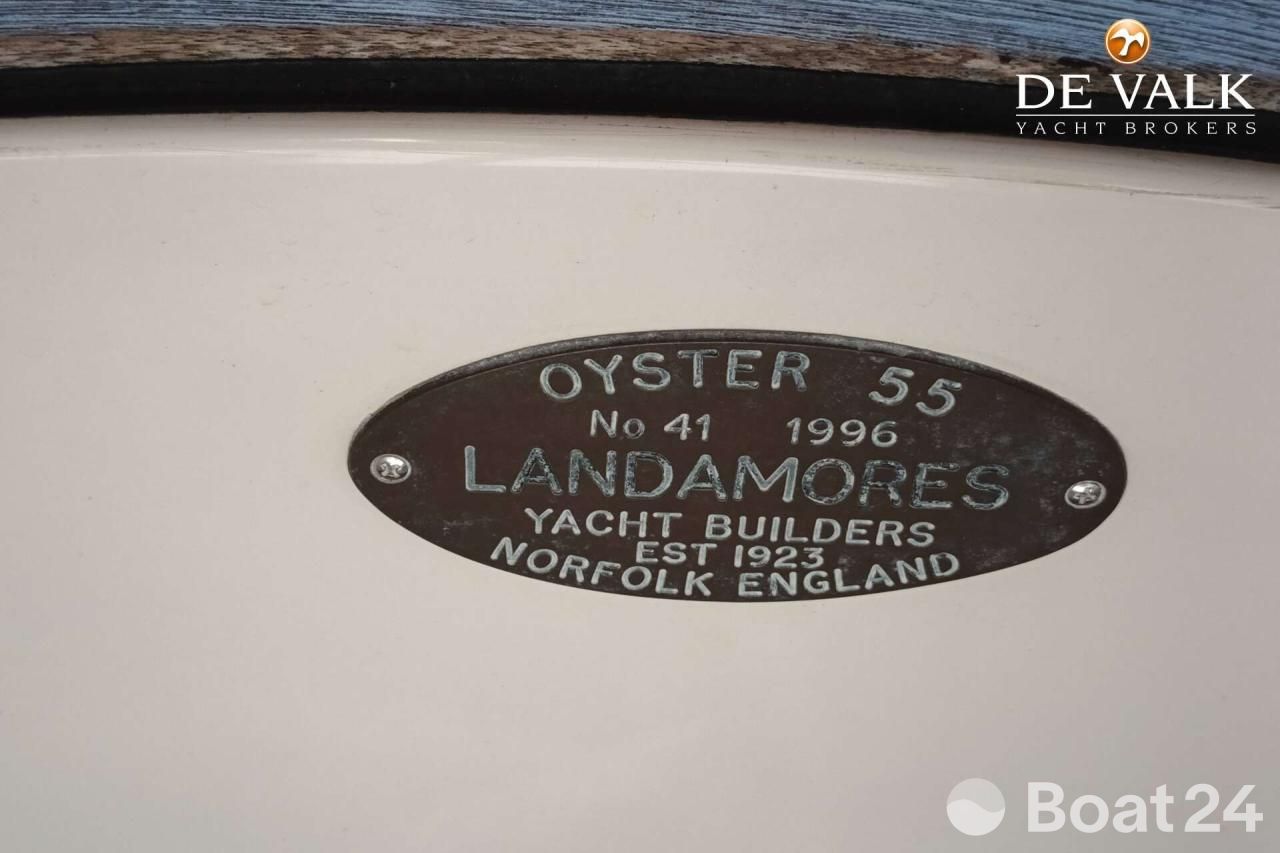 DE VALK
YACHT BROKERS
OYSTER 55
No 41 1996
LANDAMORES
YACHT BUILDERS
EST 1923
NORFOLK ENGLAND
Boat24